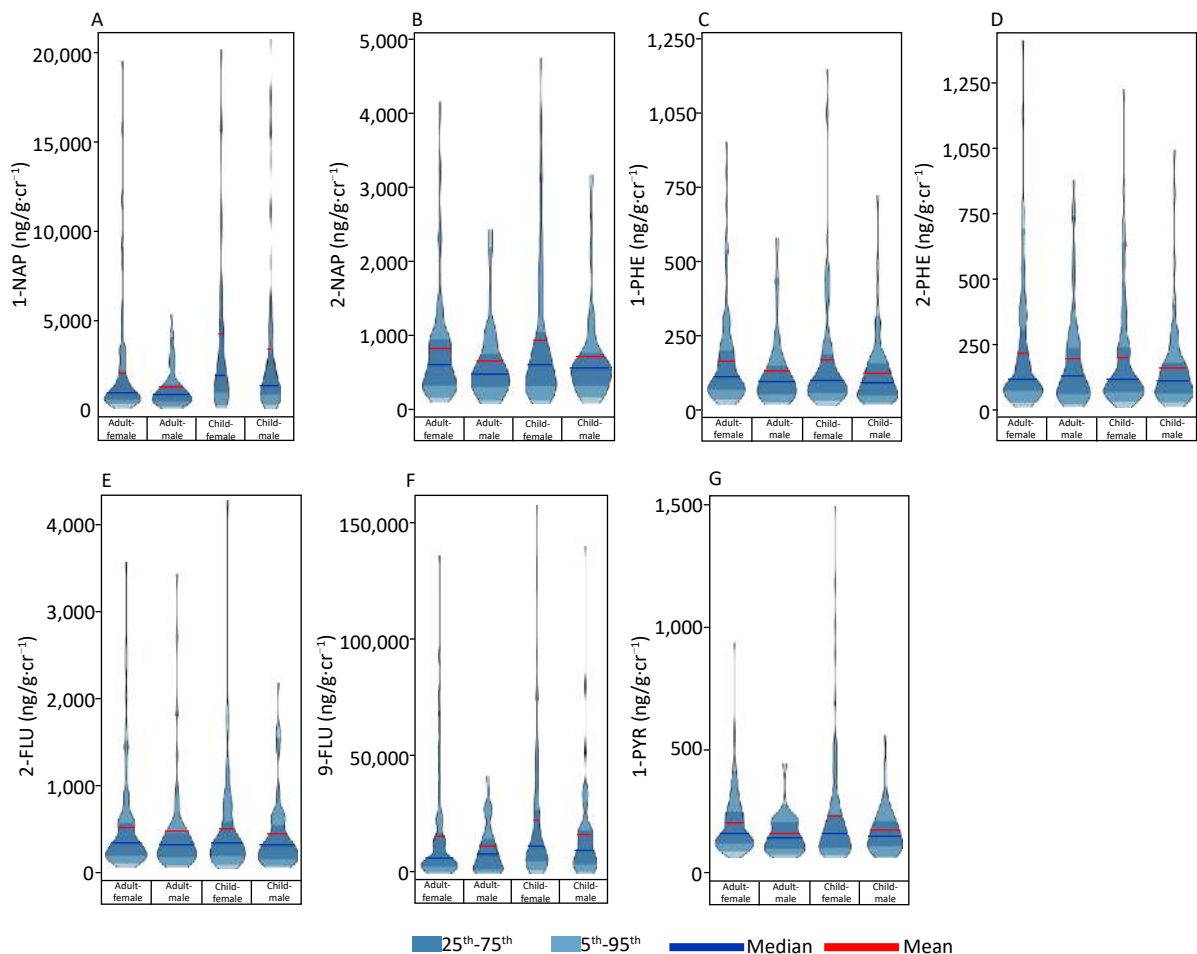 A
1-NAP (ng/g·cr⁻¹)
20,000
15,000
10,000
5,000
0
Adult-female
Adult-male
Child-female
Child-male
B
2-NAP (ng/g·cr⁻¹)
5,000
4,000
3,000
2,000
1,000
0
Adult-female
Adult-male
Child-female
Child-male
C
1-PHE (ng/g·cr⁻¹)
1,250
1,050
750
500
250
0
Adult-female
Adult-male
Child-female
Child-male
D
2-PHE (ng/g·cr⁻¹)
1,250
1,050
750
500
250
0
Adult-female
Adult-male
Child-female
Child-male
E
2-FLU (ng/g·cr⁻¹)
4,000
3,000
2,000
1,000
0
Adult-female
Adult-male
Child-female
Child-male
F
9-FLU (ng/g·cr⁻¹)
150,000
100,000
50,000
0
Adult-female
Adult-male
Child-female
Child-male
G
1-PYR (ng/g·cr⁻¹)
1,500
1,000
500
0
Adult-female
Adult-male
Child-female
Child-male
25th-75th
5th-95th
Median
Mean